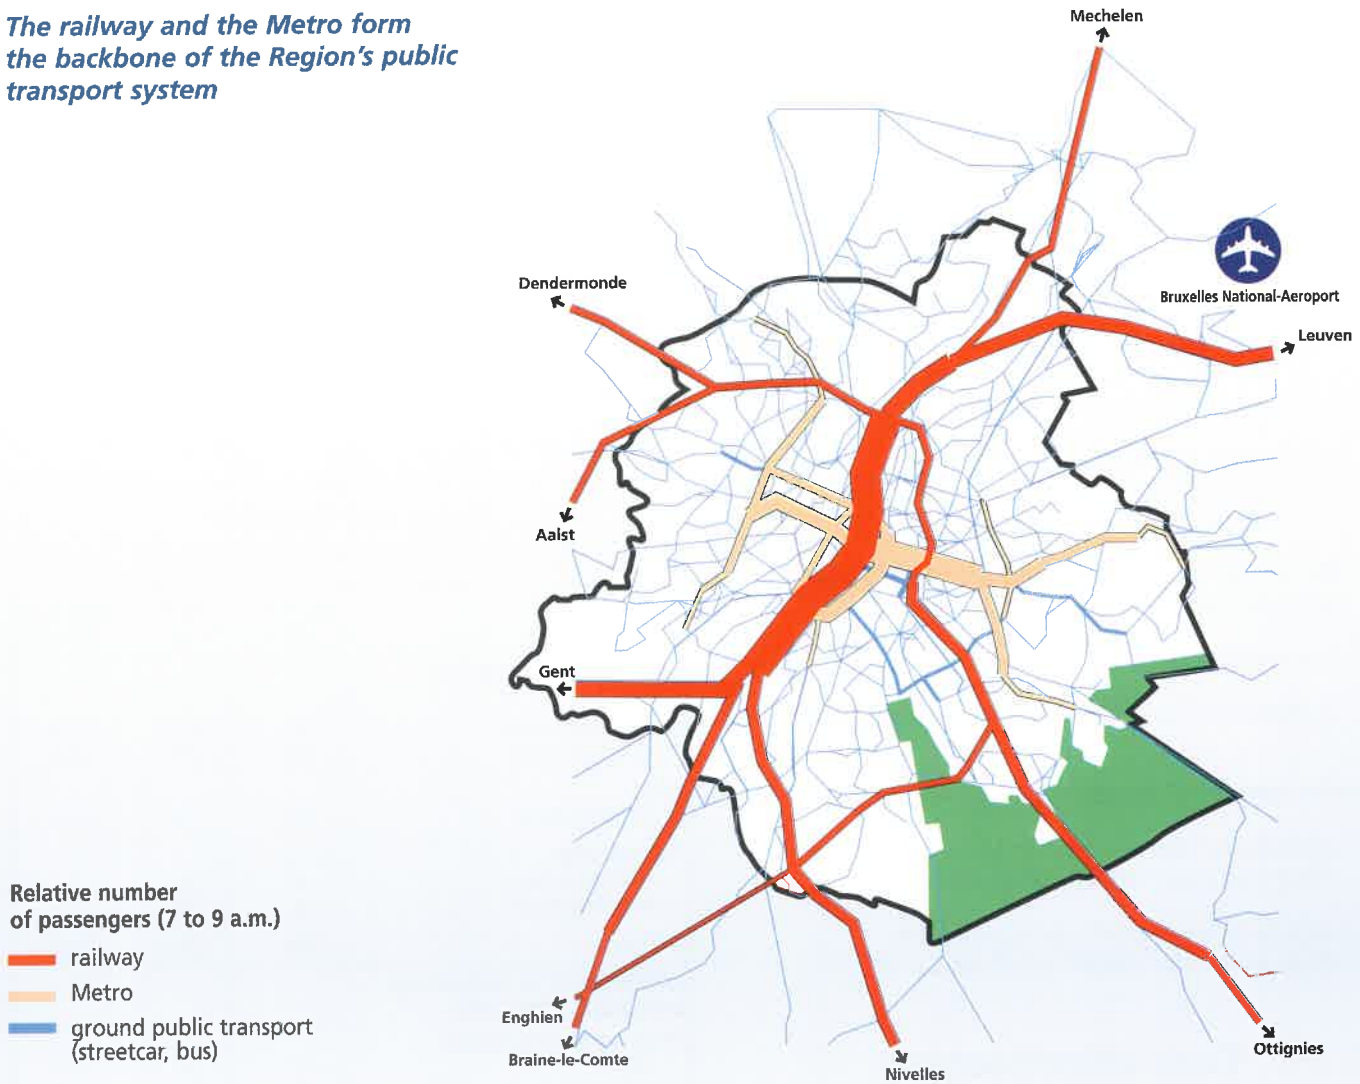 The railway and the Metro form
the backbone of the Region's public
transport system
Mechelen
Dendermonde
Bruxelles National-Aeroport
Leuven
Aalst
Gent
Relative number
of passengers (7 to 9 a.m.)
railway
Metro
ground public transport
(streetcar, bus)
Enghien
Braine-le-Comte
Nivelles
Ottignies